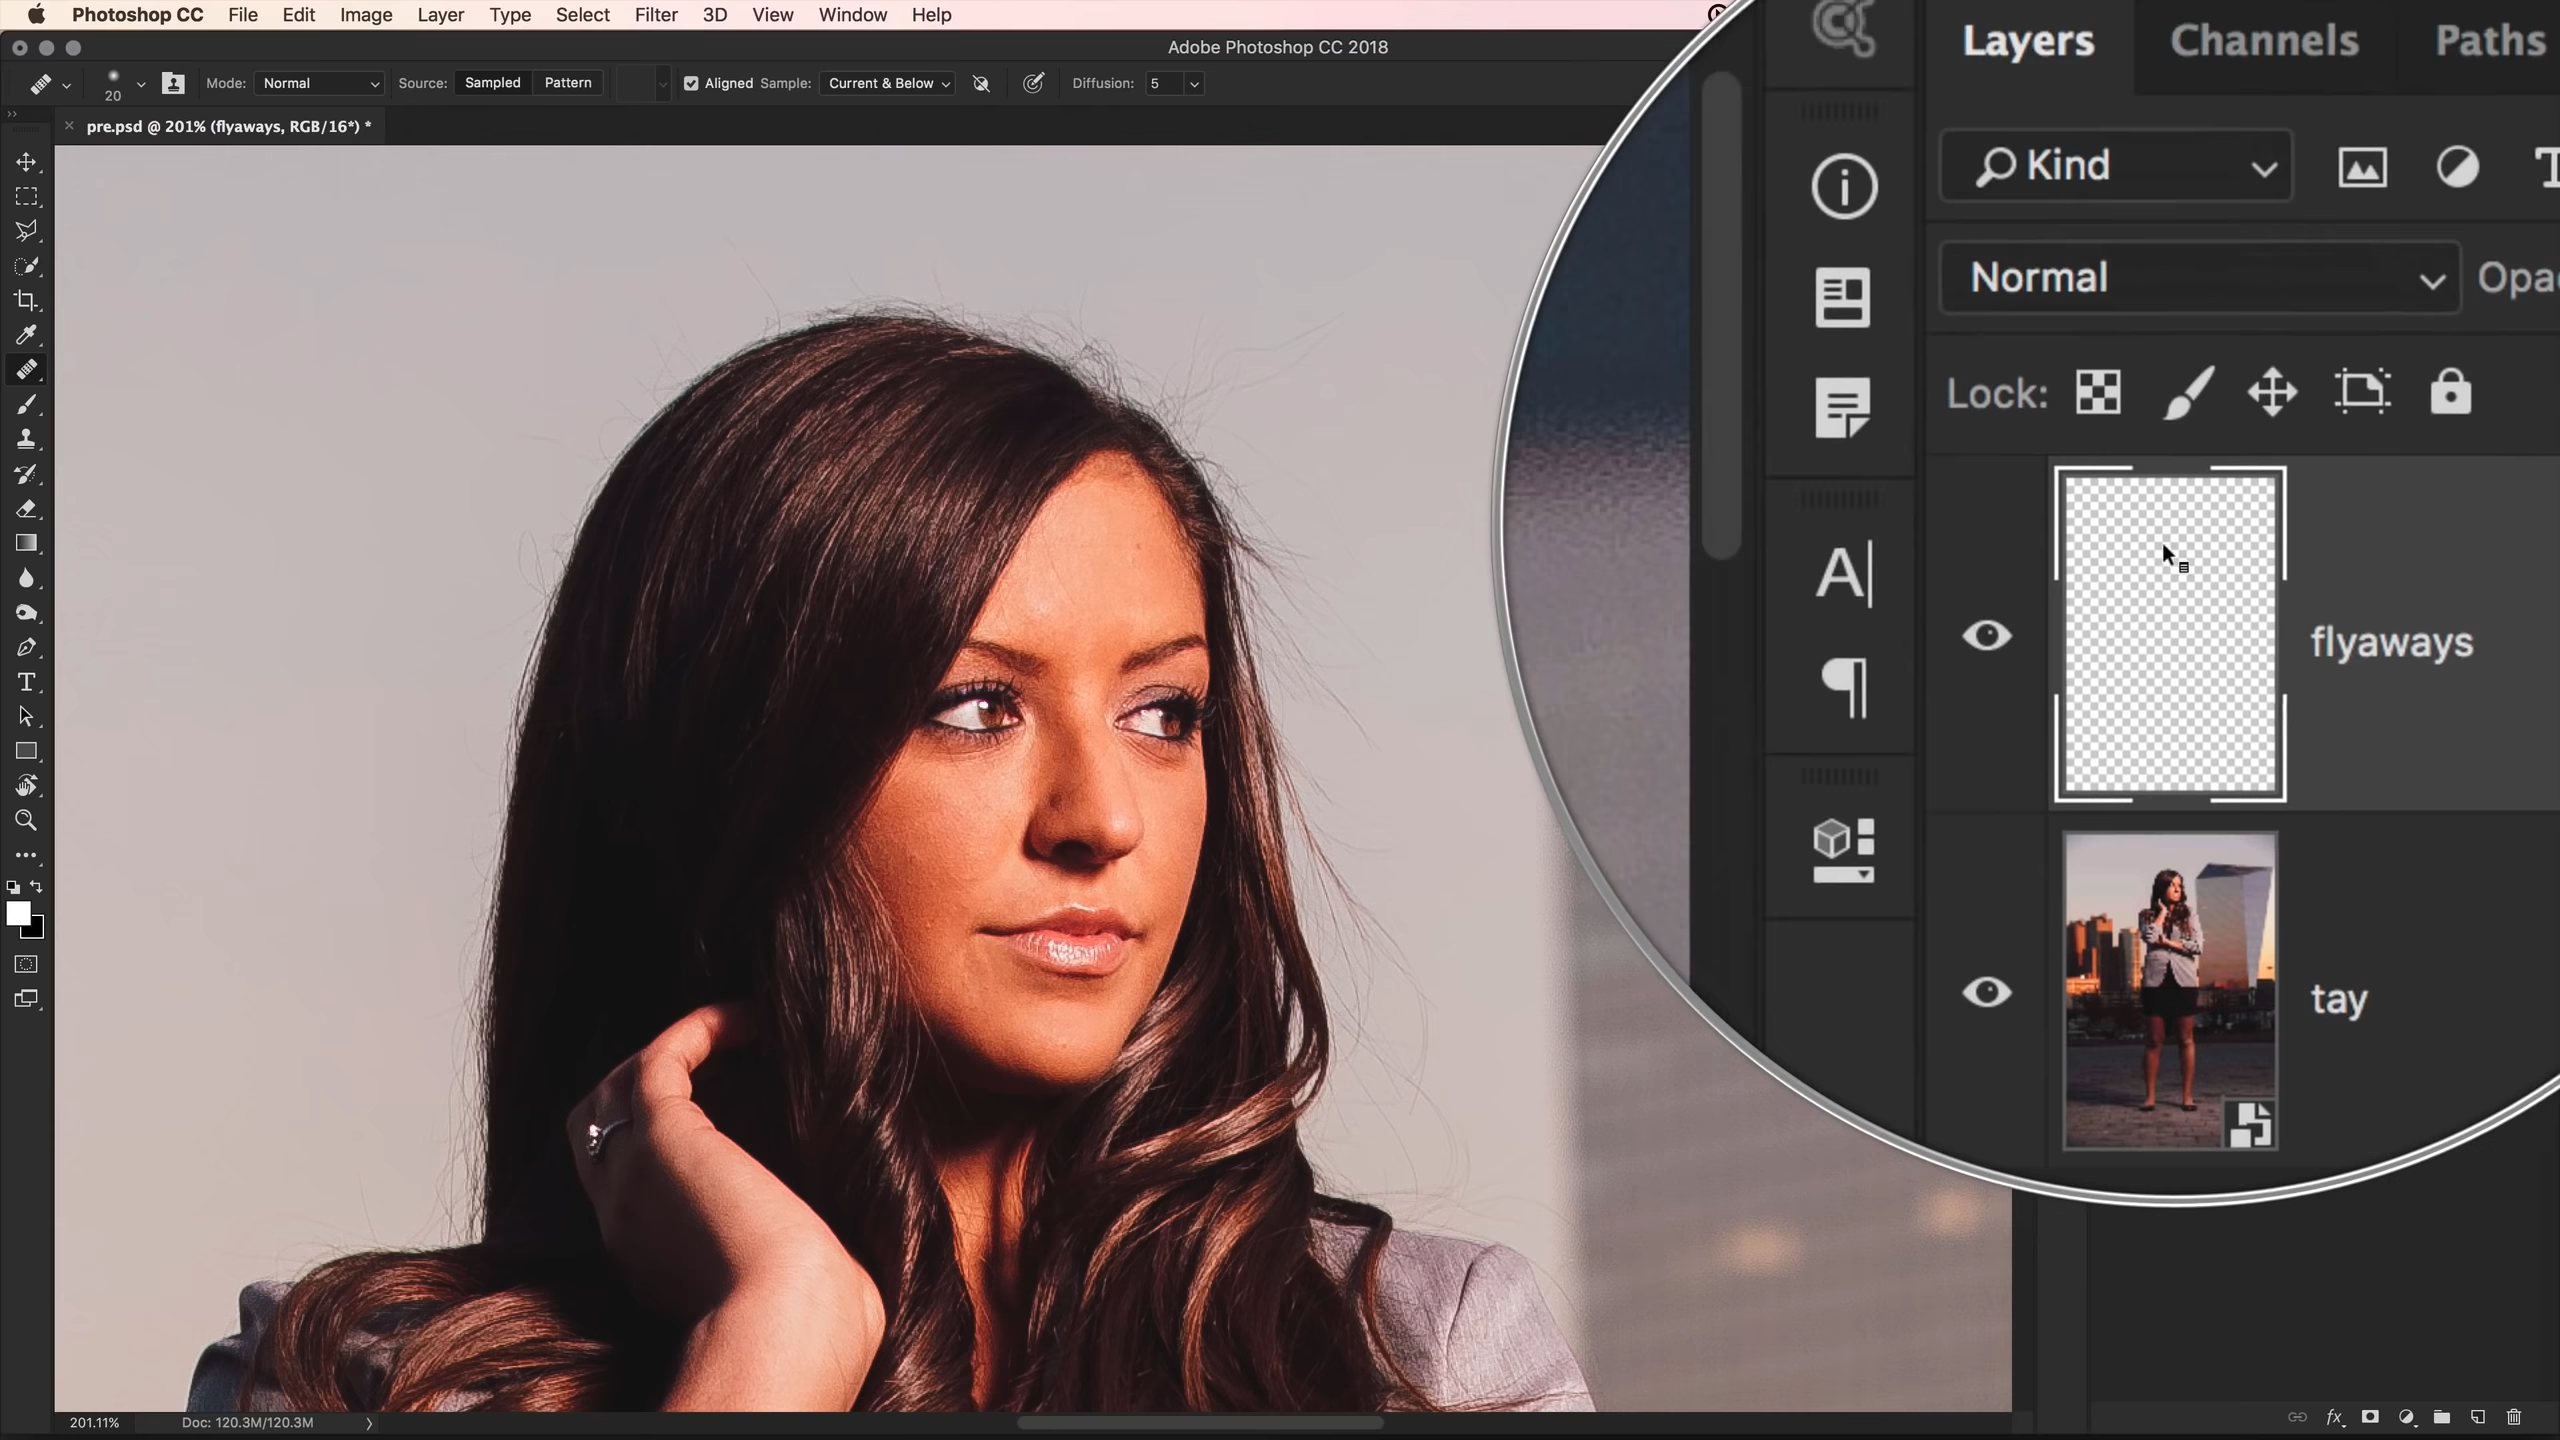 Photoshop CC File Edit Image Layer Type Select Filter 3D View Window Help
Adobe Photoshop CC 2018
20 Mode: Normal Source: Sampled Pattern Aligned Sample: Current & Below Diffusion: 5
pre.psd @ 201% (flyaways, RGB/16*) *
Layers Channels Paths
Kind
Normal Opa
Lock:
flyaways
tay
201.11% Doc: 120.3M/120.3M
fx